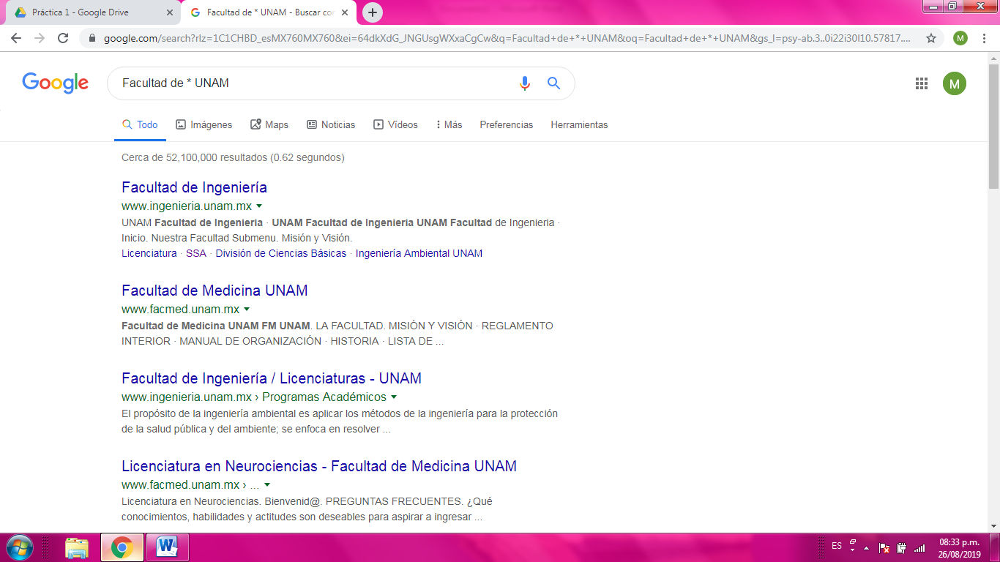 Práctica 1 - Google Drive
Facultad de * UNAM - Buscar con
google.com/search?rlz=1C1CHBD_esMX760MX760&ei=64dkXdG_JNGUsgWXxaCgCw&q=Facultad+de+*+UNAM&oq=Facultad+de+*+UNAM&gs_l=psy-ab.3..0i22i30l10.57817....
M
Google
Facultad de * UNAM
M
Todo Imágenes Maps Noticias Vídeos Más Preferencias Herramientas
Cerca de 52,100,000 resultados (0.62 segundos)
Facultad de Ingeniería
www.ingenieria.unam.mx
UNAM Facultad de Ingenieria · UNAM Facultad de Ingenieria UNAM Facultad de Ingenieria ·
Inicio. Nuestra Facultad Submenu. Misión y Visión.
Licenciatura · SSA · División de Ciencias Básicas · Ingeniería Ambiental UNAM
Facultad de Medicina UNAM
www.facmed.unam.mx
Facultad de Medicina UNAM FM UNAM. LA FACULTAD. MISIÓN Y VISIÓN · REGLAMENTO
INTERIOR · MANUAL DE ORGANIZACIÓN · HISTORIA · LISTA DE ...
Facultad de Ingeniería / Licenciaturas - UNAM
www.ingenieria.unam.mx › Programas Académicos
El propósito de la ingeniería ambiental es aplicar los métodos de la ingeniería para la protección
de la salud pública y del ambiente; se enfoca en resolver ...
Licenciatura en Neurociencias - Facultad de Medicina UNAM
www.facmed.unam.mx › ...
Licenciatura en Neurociencias. Bienvenid@. PREGUNTAS FRECUENTES. ¿Qué
conocimientos, habilidades y actitudes son deseables para aspirar a ingresar ...
W
ES
08:33 p.m.
26/08/2019